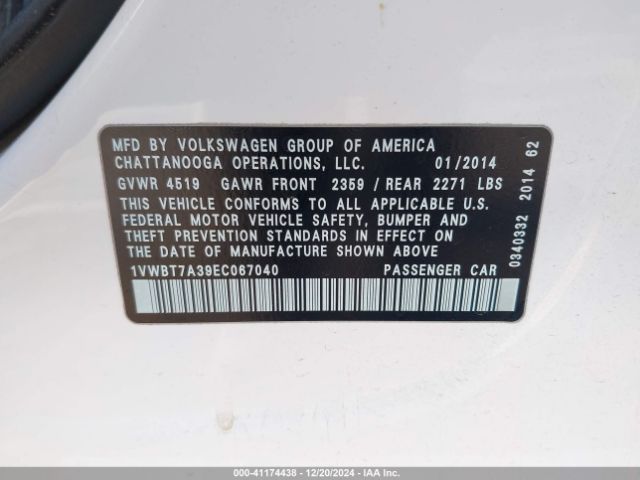 MFD BY VOLKSWAGEN GROUP OF AMERICA
CHATTANOOGA OPERATIONS, LLC. 01/2014
GVWR 4519 GAWR FRONT 2359 / REAR 2271 LBS
THIS VEHICLE CONFORMS TO ALL APPLICABLE U.S.
FEDERAL MOTOR VEHICLE SAFETY, BUMPER AND
THEFT PREVENTION STANDARDS IN EFFECT ON
THE DATE OF MANUFACTURE SHOWN ABOVE
1VWBT7A39EC067040 PASSENGER CAR
0340332 2014 62
000-41174438 - 12/20/2024 - IAA Inc.